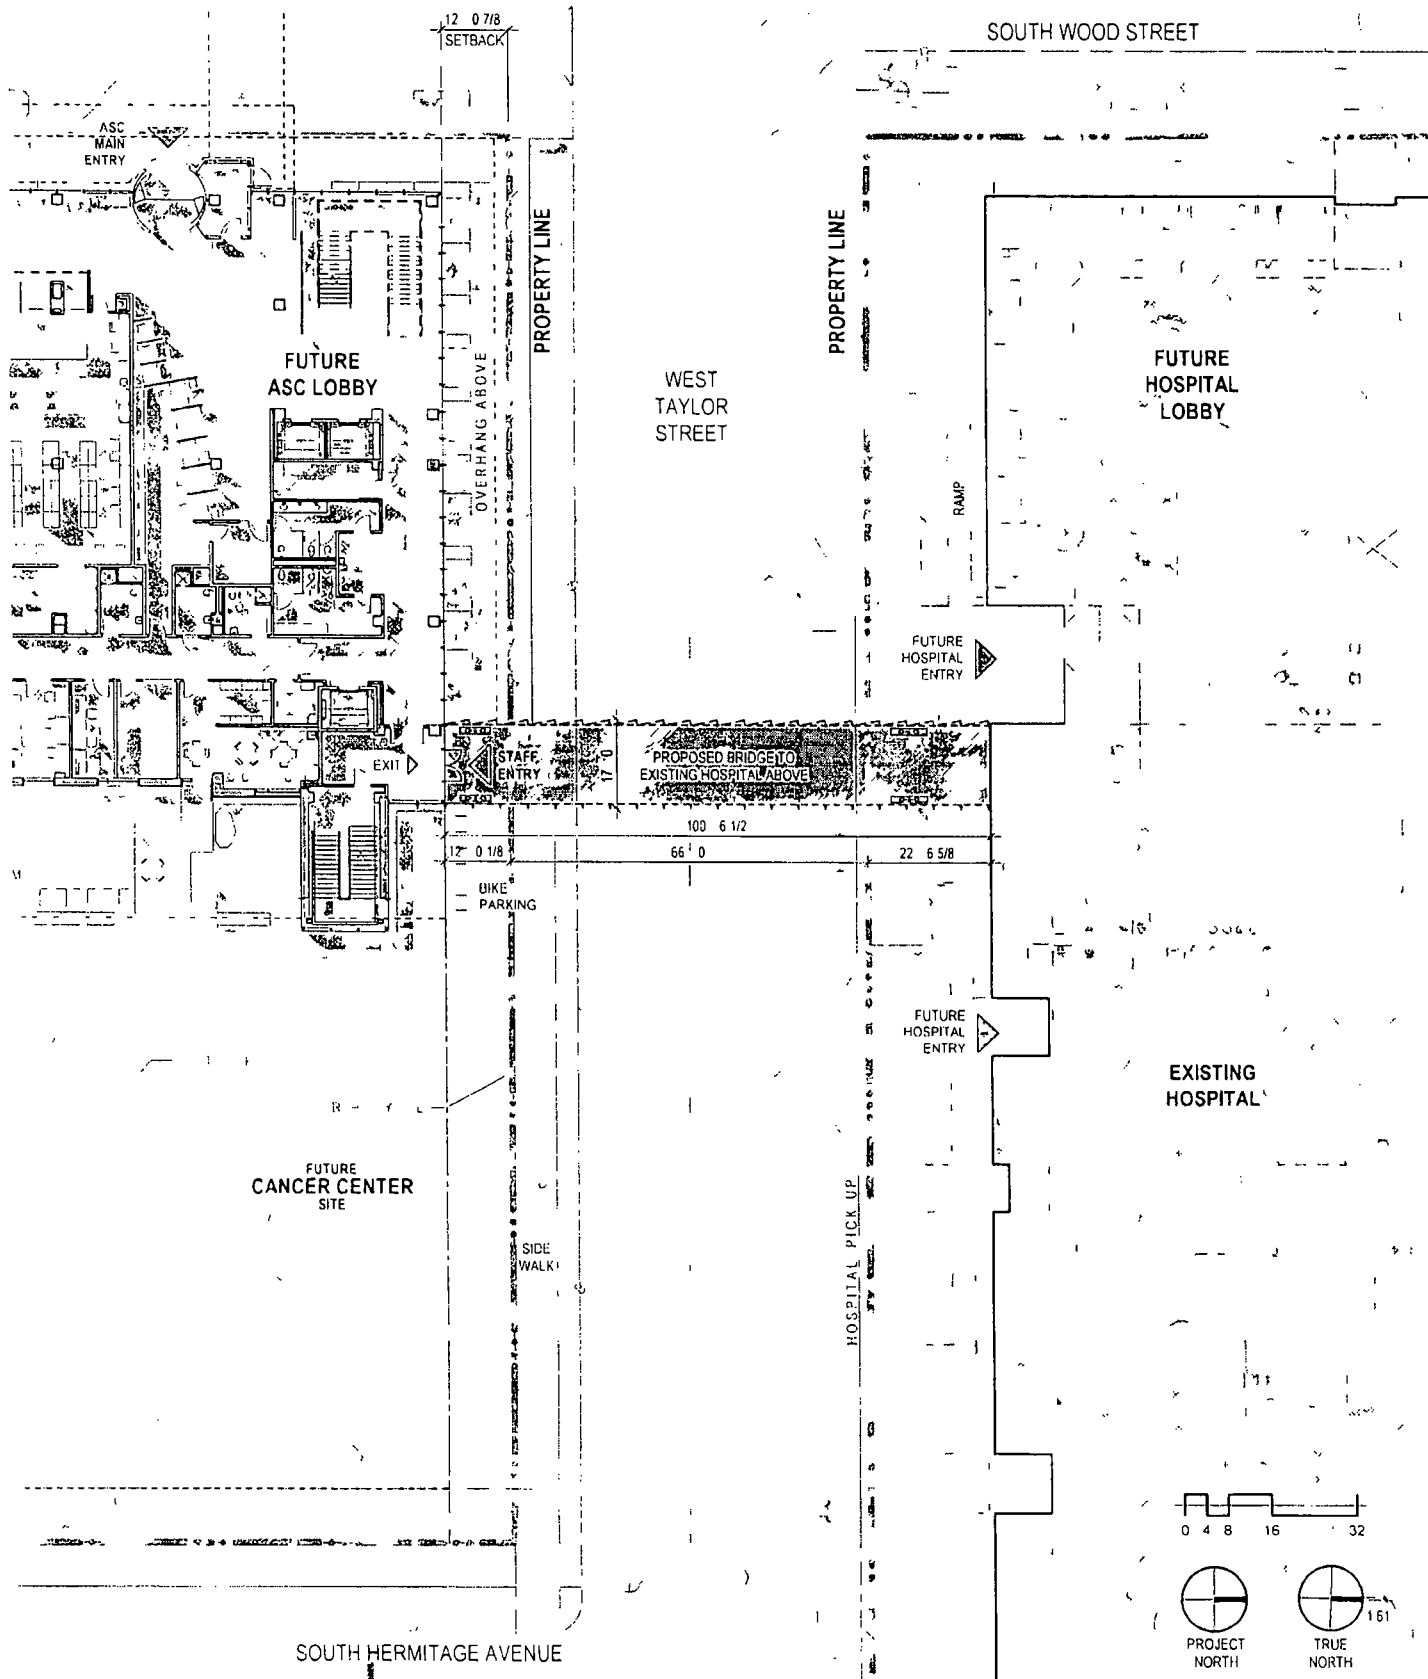 12 0 7/8
SETBACK
SOUTH WOOD STREET
ASC
MAIN
ENTRY
PROPERTY LINE
PROPERTY LINE
FUTURE
ASC LOBBY
OVERHANG ABOVE
WEST
TAYLOR
STREET
FUTURE
HOSPITAL
LOBBY
RAMP
FUTURE
HOSPITAL
ENTRY
EXIT
STAFF
ENTRY
17 0
PROPOSED BRIDGE TO
EXISTING HOSPITAL ABOVE
100 6 1/2
12 0 1/8
66 0
22 6 5/8
BIKE
PARKING
FUTURE
HOSPITAL
ENTRY
EXISTING
HOSPITAL
FUTURE
CANCER CENTER
SITE
HOSPITAL PICK UP
SIDE
WALK
0 4 8 16 32
PROJECT
NORTH
TRUE
NORTH
161
SOUTH HERMITAGE AVENUE